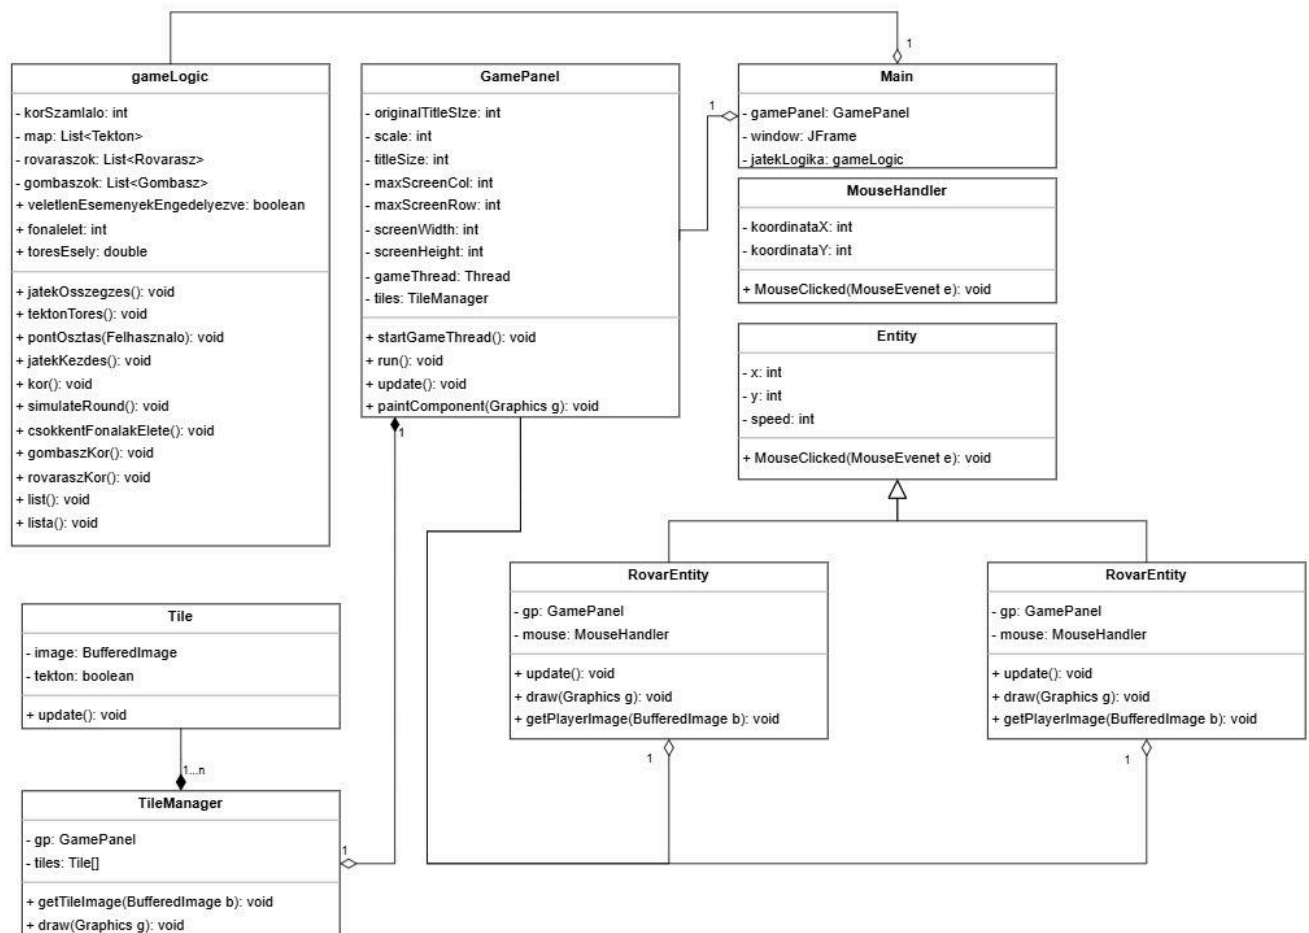 1
gameLogic
- korSzamlalo: int
- map: List<Tekton>
- rovaraszok: List<Rovarasz>
- gombaszok: List<Gombasz>
+ veletlenEsemenyekEngedelyezve: boolean
+ fonalelet: int
+ toresEsely: double
+ jatekOsszegzes(): void
+ tektonTores(): void
+ pontOsztas(Felhasznalo): void
+ jatekKezdes(): void
+ kor(): void
+ simulateRound(): void
+ csokkentFonalakElete(): void
+ gombaszKor(): void
+ rovaraszKor(): void
+ list(): void
+ lista(): void
GamePanel
- originalTitleSIze: int
- scale: int
- titleSize: int
- maxScreenCol: int
- maxScreenRow: int
- screenWidth: int
- screenHeight: int
- gameThread: Thread
- tiles: TileManager
+ startGameThread(): void
+ run(): void
+ update(): void
+ paintComponent(Graphics g): void
1
1
Main
- gamePanel: GamePanel
- window: JFrame
- jatekLogika: gameLogic
MouseHandler
- koordinataX: int
- koordinataY: int
+ MouseClicked(MouseEvenet e): void
Entity
- x: int
- y: int
- speed: int
+ MouseClicked(MouseEvenet e): void
RovarEntity
- gp: GamePanel
- mouse: MouseHandler
+ update(): void
+ draw(Graphics g): void
+ getPlayerImage(BufferedImage b): void
1
RovarEntity
- gp: GamePanel
- mouse: MouseHandler
+ update(): void
+ draw(Graphics g): void
+ getPlayerImage(BufferedImage b): void
1
Tile
- image: BufferedImage
- tekton: boolean
+ update(): void
1...n
TileManager
- gp: GamePanel
- tiles: Tile[]
+ getTileImage(BufferedImage b): void
+ draw(Graphics g): void
1